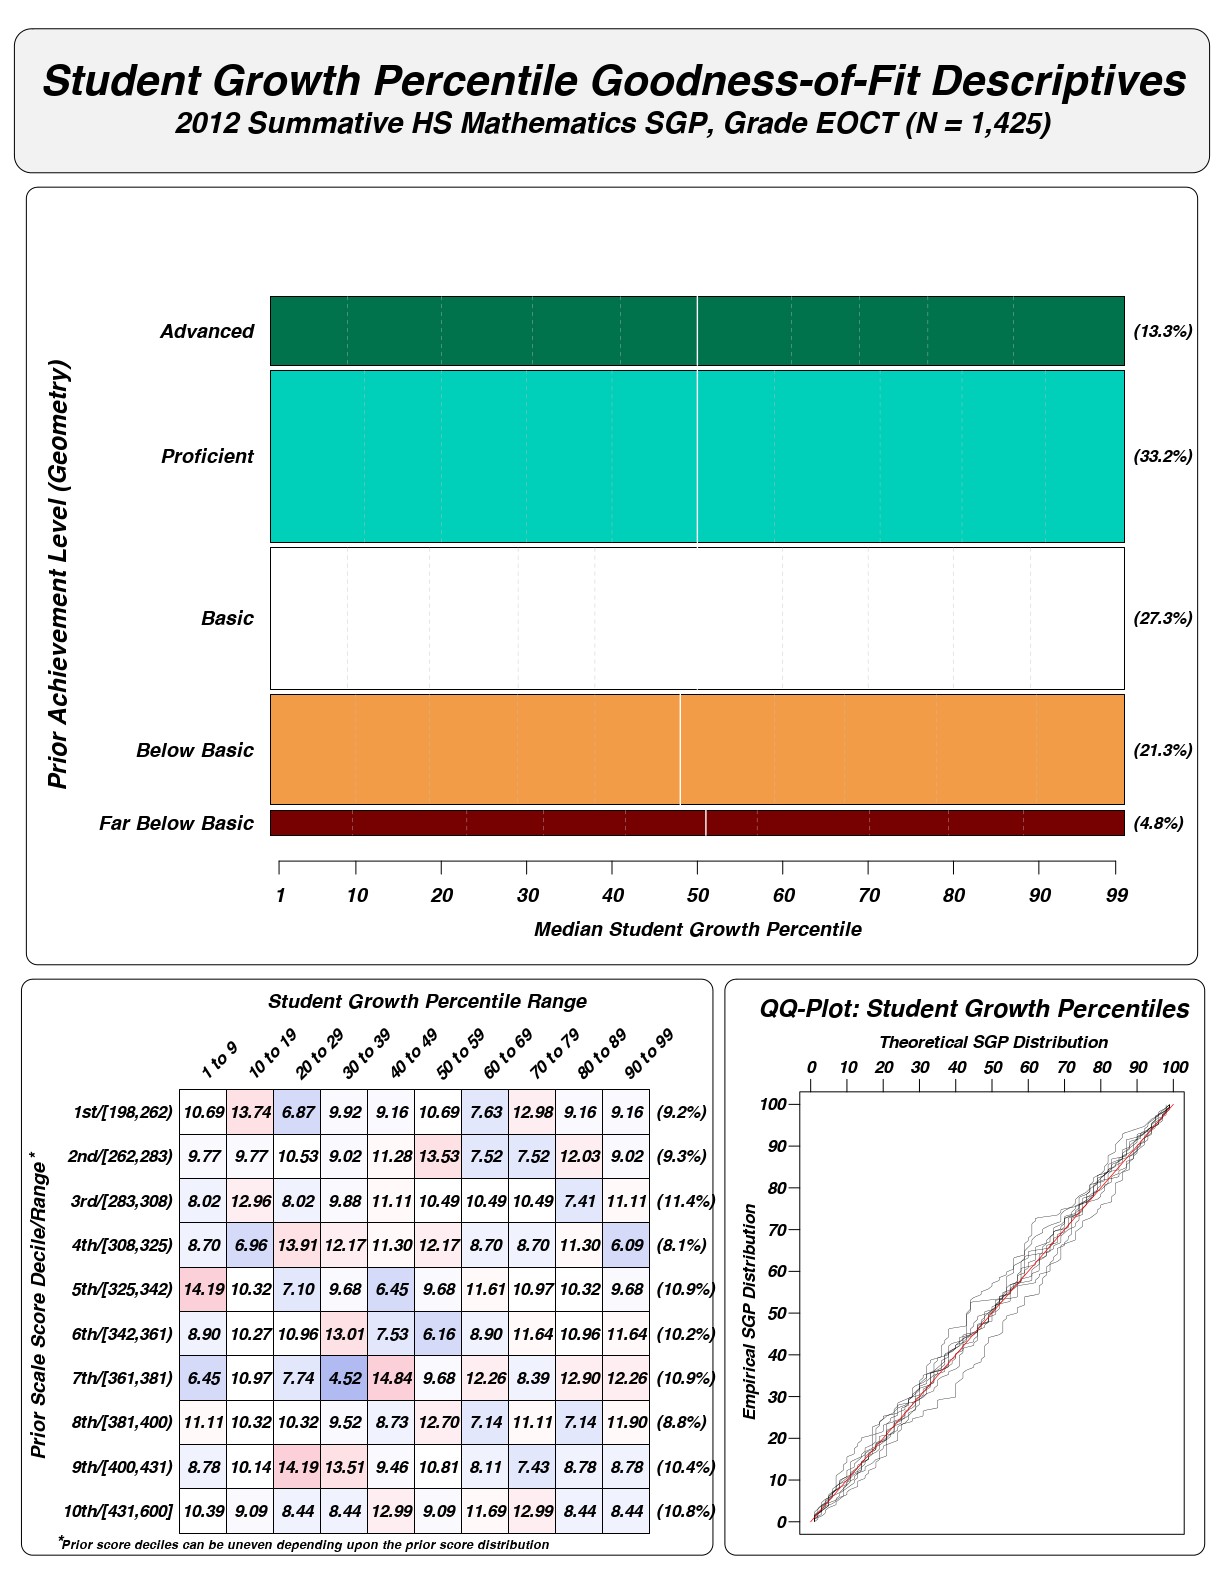 Student Growth Percentile Goodness-of-Fit Descriptives
2012 Summative HS Mathematics SGP, Grade EOCT (N = 1,425)
Prior Achievement Level (Geometry)
Advanced (13.3%)
Proficient (33.2%)
Basic (27.3%)
Below Basic (21.3%)
Far Below Basic (4.8%)
1 10 20 30 40 50 60 70 80 90 99
Median Student Growth Percentile
Student Growth Percentile Range
1 to 9 10 to 19 20 to 29 30 to 39 40 to 49 50 to 59 60 to 69 70 to 79 80 to 89 90 to 99
Prior Scale Score Decile/Range*
1st/[198,262) 10.69 13.74 6.87 9.92 9.16 10.69 7.63 12.98 9.16 9.16 (9.2%)
2nd/[262,283) 9.77 9.77 10.53 9.02 11.28 13.53 7.52 7.52 12.03 9.02 (9.3%)
3rd/[283,308) 8.02 12.96 8.02 9.88 11.11 10.49 10.49 10.49 7.41 11.11 (11.4%)
4th/[308,325) 8.70 6.96 13.91 12.17 11.30 12.17 8.70 8.70 11.30 6.09 (8.1%)
5th/[325,342) 14.19 10.32 7.10 9.68 6.45 9.68 11.61 10.97 10.32 9.68 (10.9%)
6th/[342,361) 8.90 10.27 10.96 13.01 7.53 6.16 8.90 11.64 10.96 11.64 (10.2%)
7th/[361,381) 6.45 10.97 7.74 4.52 14.84 9.68 12.26 8.39 12.90 12.26 (10.9%)
8th/[381,400) 11.11 10.32 10.32 9.52 8.73 12.70 7.14 11.11 7.14 11.90 (8.8%)
9th/[400,431) 8.78 10.14 14.19 13.51 9.46 10.81 8.11 7.43 8.78 8.78 (10.4%)
10th/[431,600] 10.39 9.09 8.44 8.44 12.99 9.09 11.69 12.99 8.44 8.44 (10.8%)
*Prior score deciles can be uneven depending upon the prior score distribution
QQ-Plot: Student Growth Percentiles
Theoretical SGP Distribution
0 10 20 30 40 50 60 70 80 90 100
Empirical SGP Distribution
100
90
80
70
60
50
40
30
20
10
0